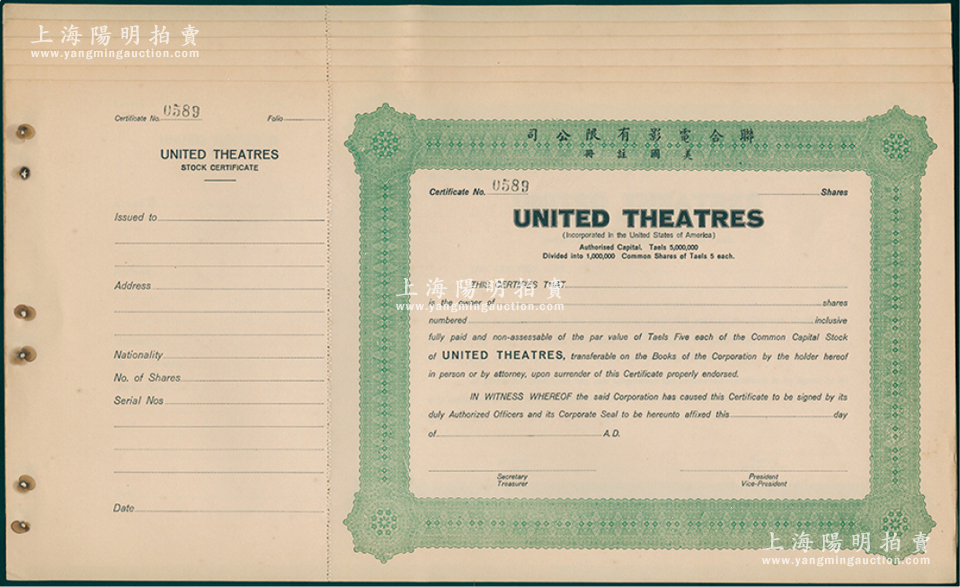 上海陽明拍賣
www.yangmingauction.com
Certificate No. 0589 Folio
UNITED THEATRES
STOCK CERTIFICATE
Issued to
Address
Nationality
No. of Shares
Serial Nos
Date
司公限有影電合聯
冊註國美
Certificate No. 0589 Shares
UNITED THEATRES
(Incorporated in the United States of America)
Authorised Capital. Taels 5,000,000
Divided into 1,000,000 Common Shares of Taels 5 each.
THIS CERTIFIES THAT
上海陽明拍賣
www.yangmingauction.com
is the owner of shares
numbered inclusive
fully paid and non-assessable of the par value of Taels Five each of the Common Capital Stock
of UNITED THEATRES, transferable on the Books of the Corporation by the holder hereof
in person or by attorney, upon surrender of this Certificate properly endorsed.
IN WITNESS WHEREOF the said Corporation has caused this Certificate to be signed by its
duly Authorized Officers and its Corporate Seal to be hereunto affixed this day
of A.D.
Secretary
Treasurer
President
Vice-President
上海陽明拍賣
www.yangmingauction.com